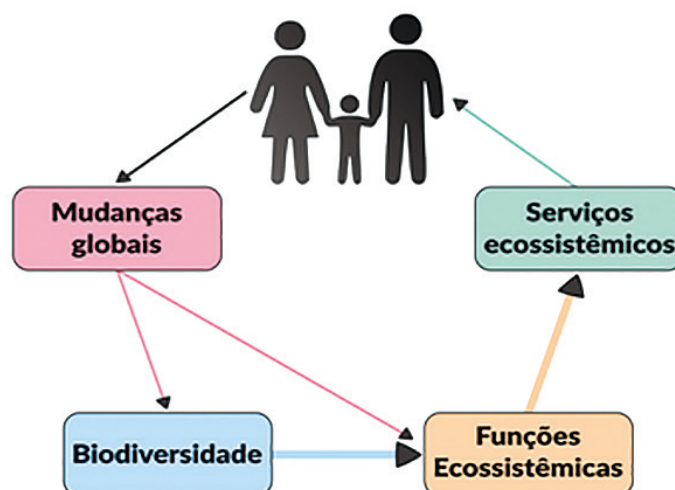 Mudanças
globais
Serviços
ecossistêmicos
Biodiversidade
Funções
Ecossistêmicas